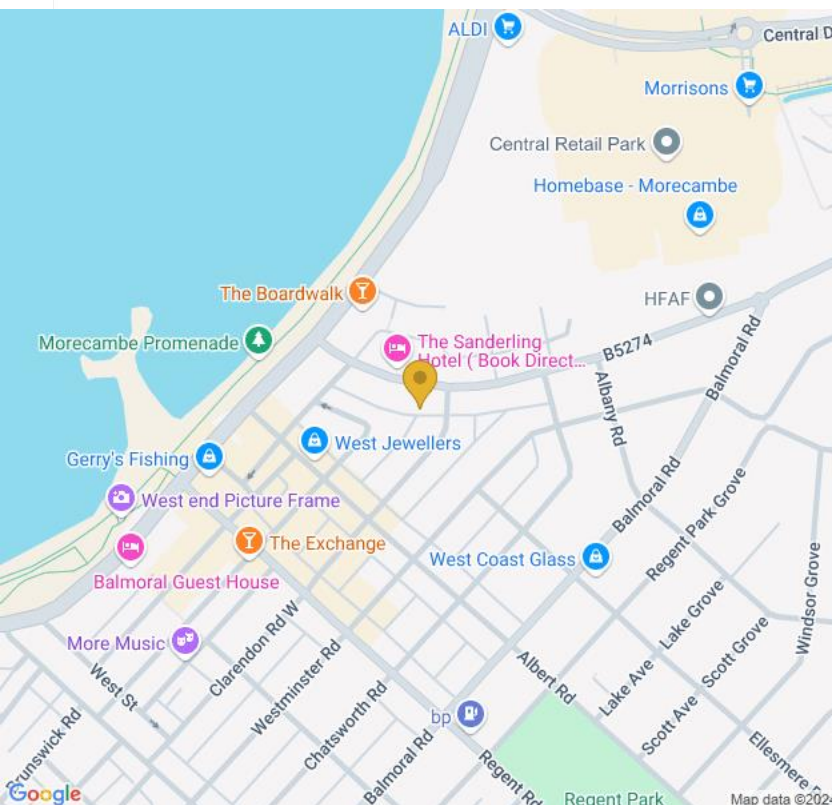 ALDI
Central D
Morrisons
Central Retail Park
Homebase - Morecambe
The Boardwalk
HFAF
Morecambe Promenade
The Sanderling
Hotel ( Book Direct...
B5274
Balmoral Rd
Albany Rd
West Jewellers
Gerry's Fishing
West end Picture Frame
The Exchange
Balmoral Rd
Regent Park Grove
West Coast Glass
Balmoral Guest House
Windsor Grove
More Music
Clarendon Rd W
Lake Grove
Westminster Rd
Scott Grove
West St
Albert Rd
Lake Ave
Chatsworth Rd
Scott Ave
bp
Brunswick Rd
Balmoral Rd
Regent Rd
Ellesmere
Google
Regent Park
Map data ©202